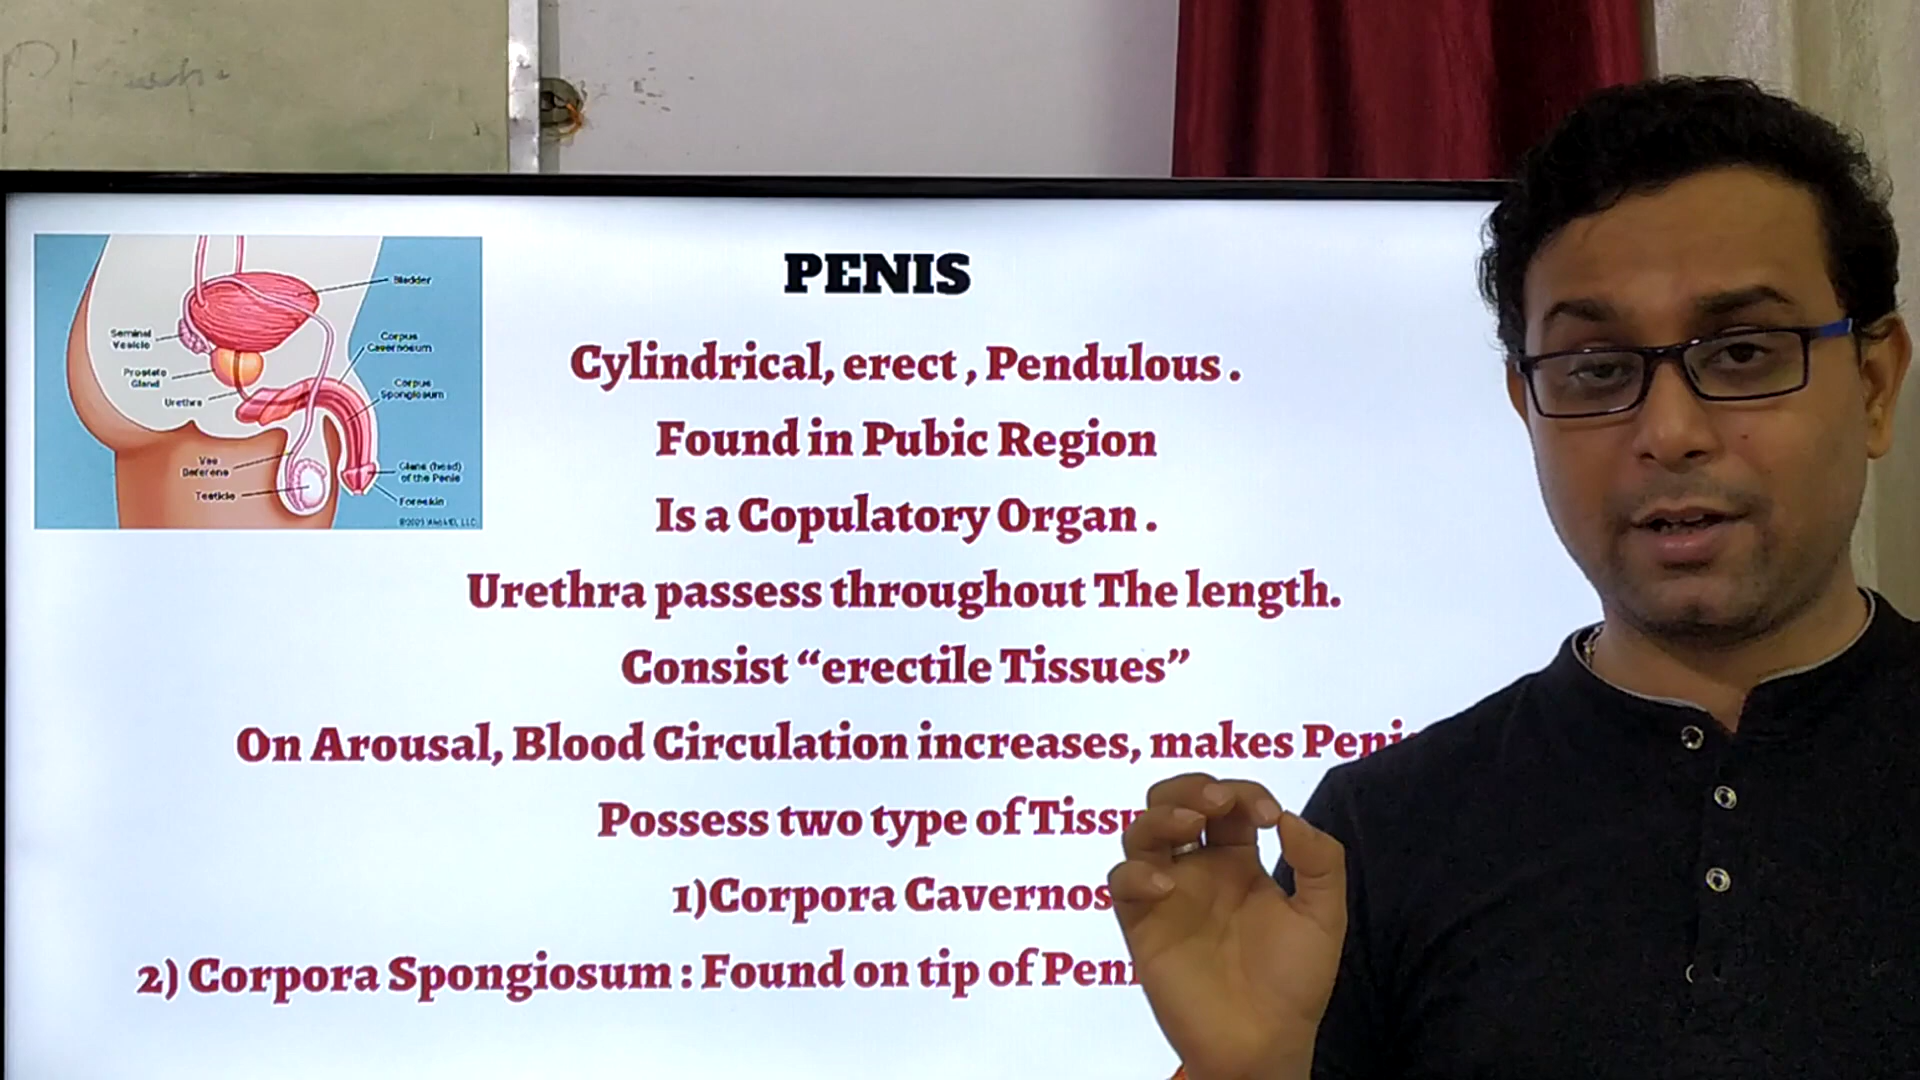 PENIS
Cylindrical, erect , Pendulous .
Found in Pubic Region
Is a Copulatory Organ .
Urethra passess throughout The length.
Consist “erectile Tissues”
On Arousal, Blood Circulation increases, makes
Possess two type of
1)Corpora
2) Corpora Spongiosum : Found on tip of
Bladder
Seminal
Vesicle
Corpus
Cavernosum
Prostate
Gland
Corpus
Spongiosum
Urethra
Vas
Deferens
Glans (head)
of the Penis
Testicle
Foreskin